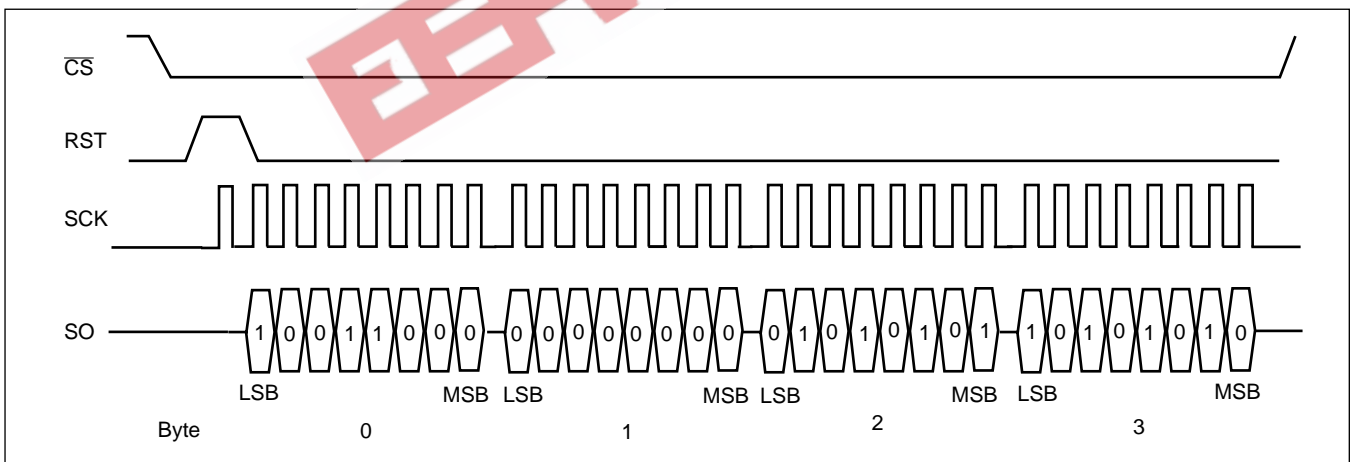 CS
RST
SCK
SO 1 0 0 1 1 0 0 0 0 0 0 0 0 0 0 0 0 1 0 1 0 1 0 1 1 0 1 0 1 0 1 0
LSB MSB LSB MSB LSB MSB LSB MSB
Byte 0 1 2 3